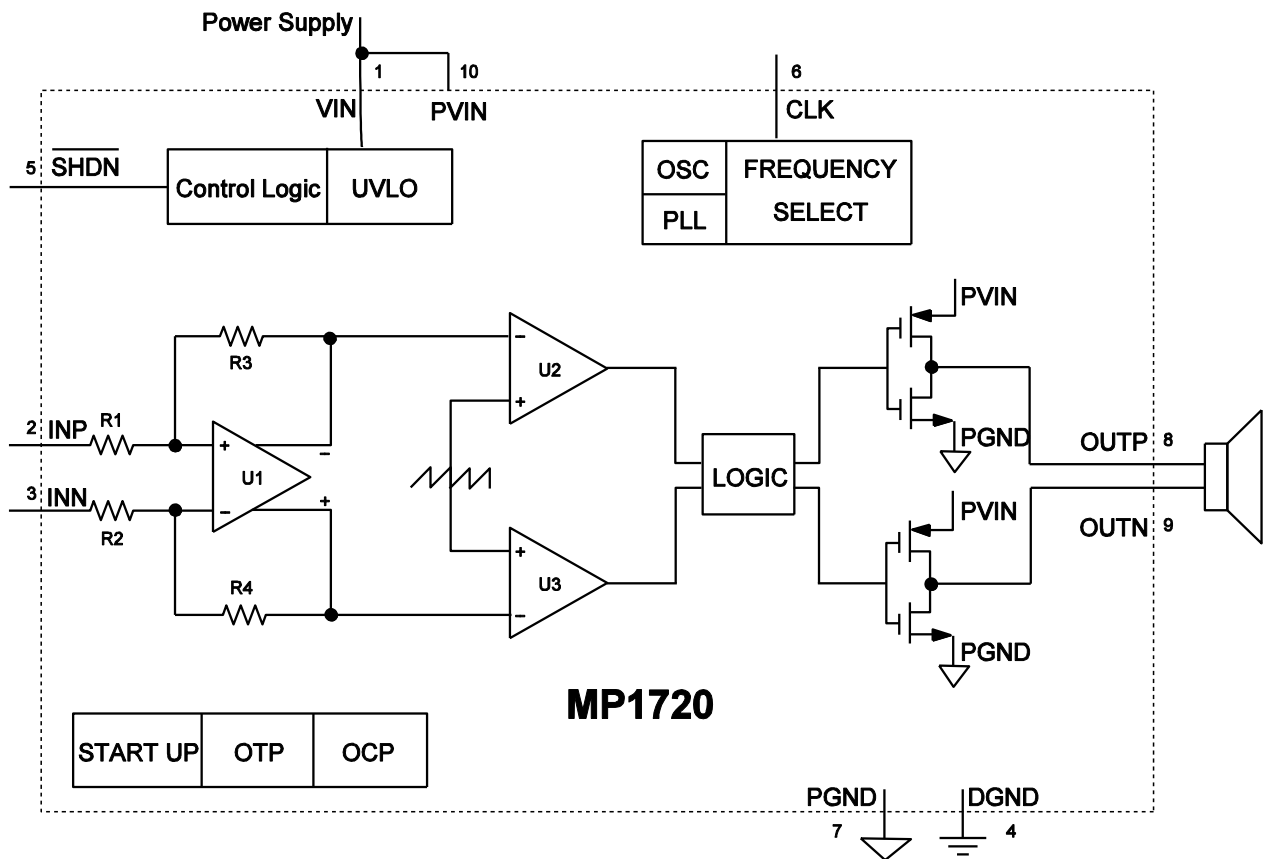 Power Supply
1
10
6
VIN
PVIN
CLK
5
SHDN
Control Logic
UVLO
OSC
PLL
FREQUENCY
SELECT
PVIN
R3
−
U2
+
2
INP
R1
+
−
U1
PGND
OUTP
8
LOGIC
3
INN
R2
−
+
PVIN
OUTN
9
+
U3
−
R4
PGND
MP1720
START UP
OTP
OCP
PGND
DGND
7
4